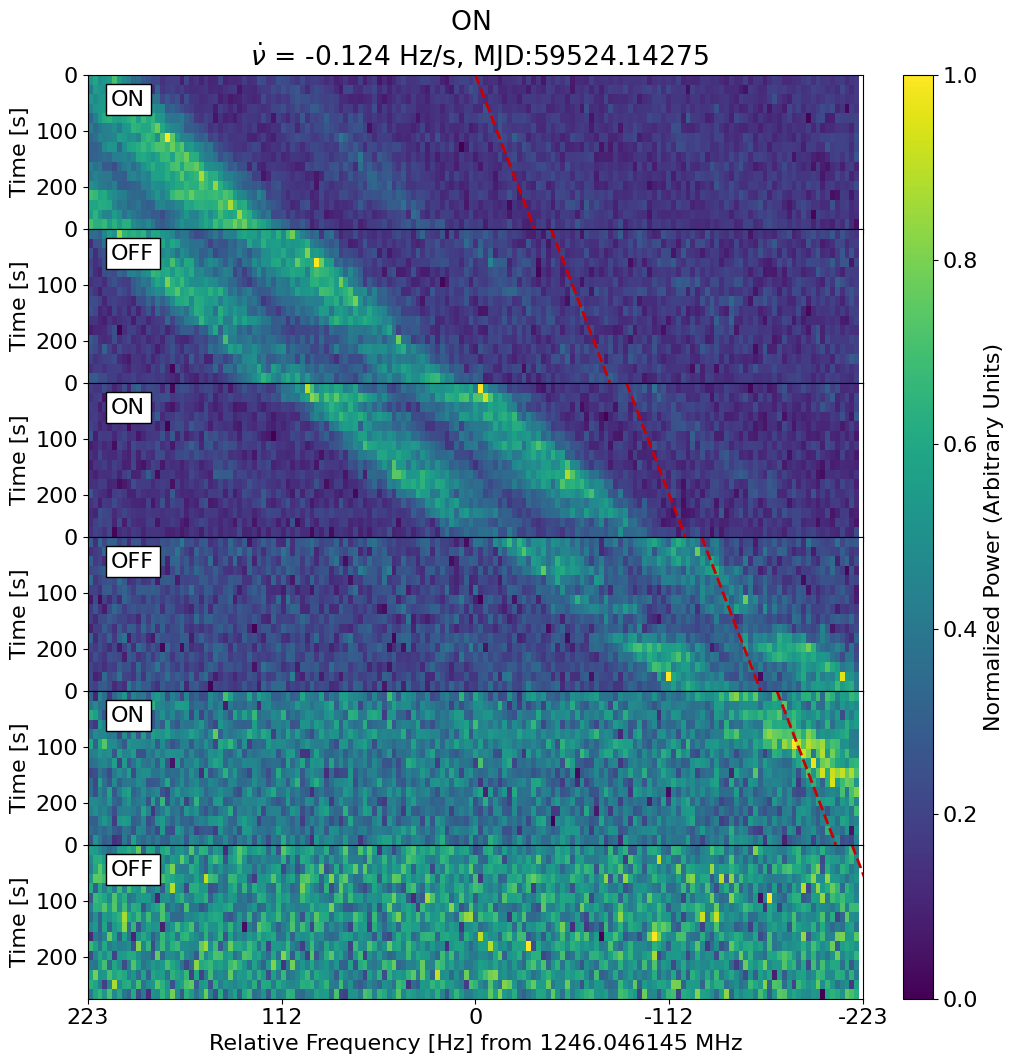 ON
ν̇ = -0.124 Hz/s, MJD:59524.14275
0
ON
100
Time [s]
200
0
OFF
100
Time [s]
200
0
ON
100
Time [s]
200
0
OFF
100
Time [s]
200
0
ON
100
Time [s]
200
0
OFF
100
Time [s]
200
223 112 0 -112 -223
Relative Frequency [Hz] from 1246.046145 MHz
1.0
0.8
0.6
0.4
0.2
0.0
Normalized Power (Arbitrary Units)